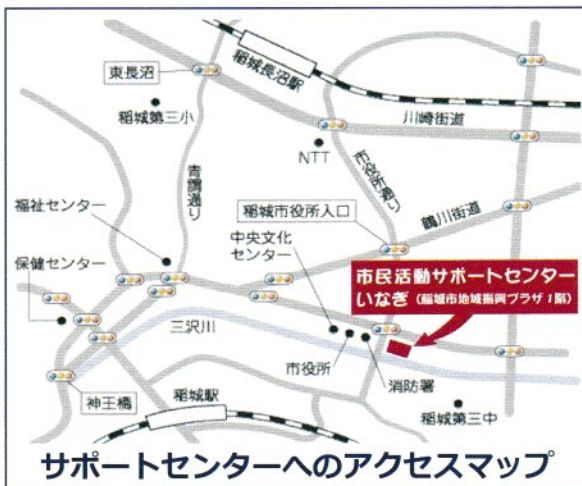 東長沼
稲城長沼駅
稲城第三小
川崎街道
NTT
青謂通り
市役所通り
福祉センター
稲城市役所入口
鶴川街道
中央文化
センター
保健センター
市民活動サポートセンター
いなぎ (稲城市地域振興プラザ1階)
三沢川
市役所
消防署
神王橋
稲城駅
稲城第三中
サポートセンターへのアクセスマップ